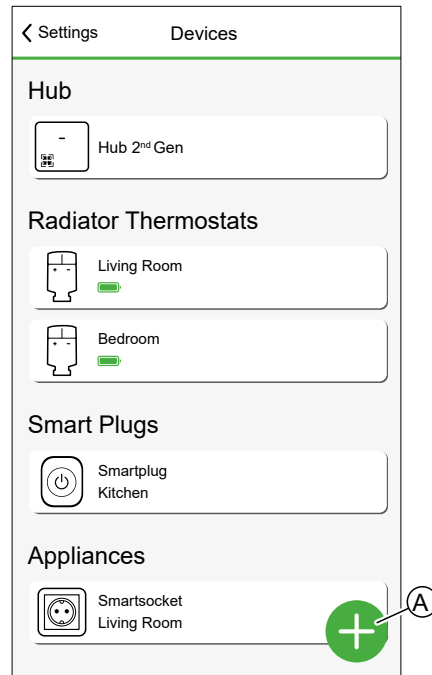 Settings Devices
Hub
Hub 2nd Gen
Radiator Thermostats
Living Room
Bedroom
Smart Plugs
Smartplug
Kitchen
Appliances
Smartsocket
Living Room
A